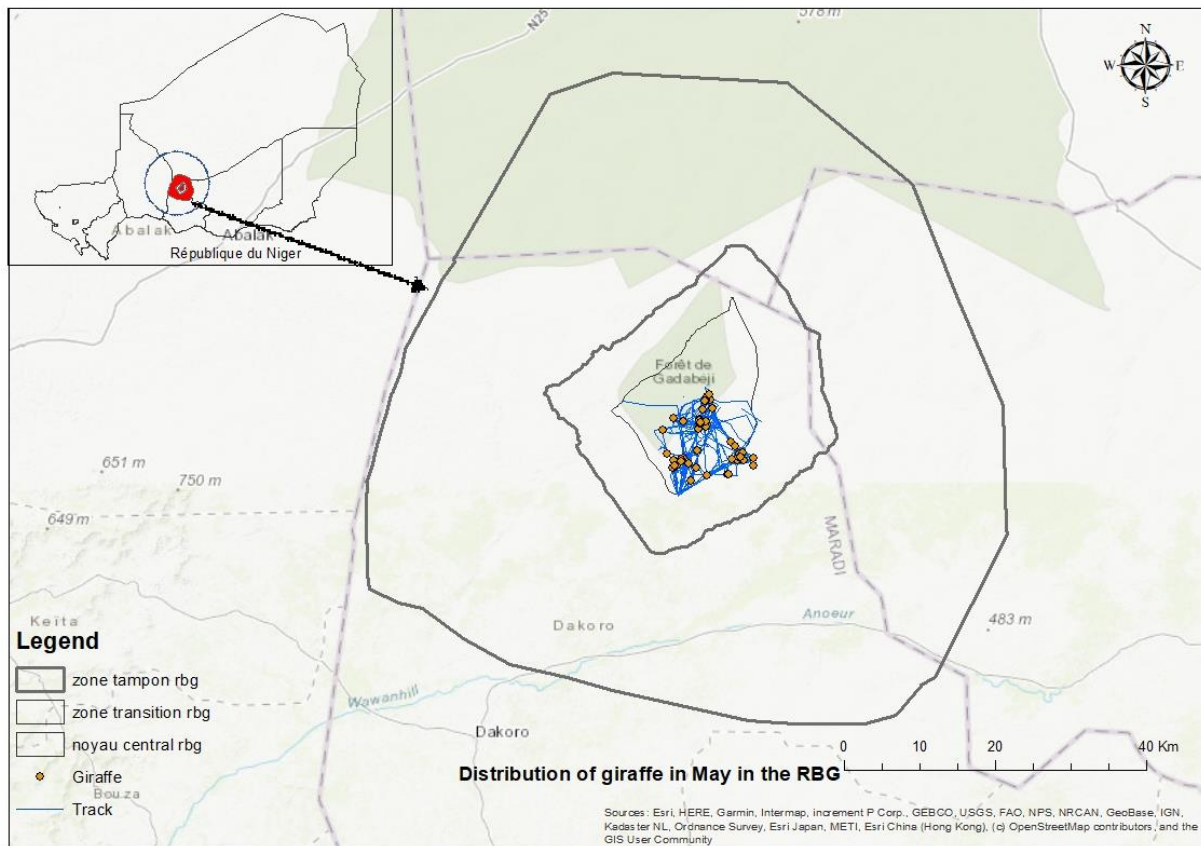 578 m
N25
N
W E
S
Abalak
Abalak
République du Niger
Forêt de
Gadabéji
651 m
750 m
649 m
MARADI
Keïta
Dakoro
Anoeur
483 m
Legend
zone tampon rbg
zone transition rbg
noyau central rbg
Giraffe
Track
Wawanhill
Dakoro
Bouza
0 10 20 40 Km
Distribution of giraffe in May in the RBG
Sources: Esri, HERE, Garmin, Intermap, increment P Corp., GEBCO, USGS, FAO, NPS, NRCAN, GeoBase, IGN,
Kadaster NL, Ordnance Survey, Esri Japan, METI, Esri China (Hong Kong), (c) OpenStreetMap contributors, and the
GIS User Community